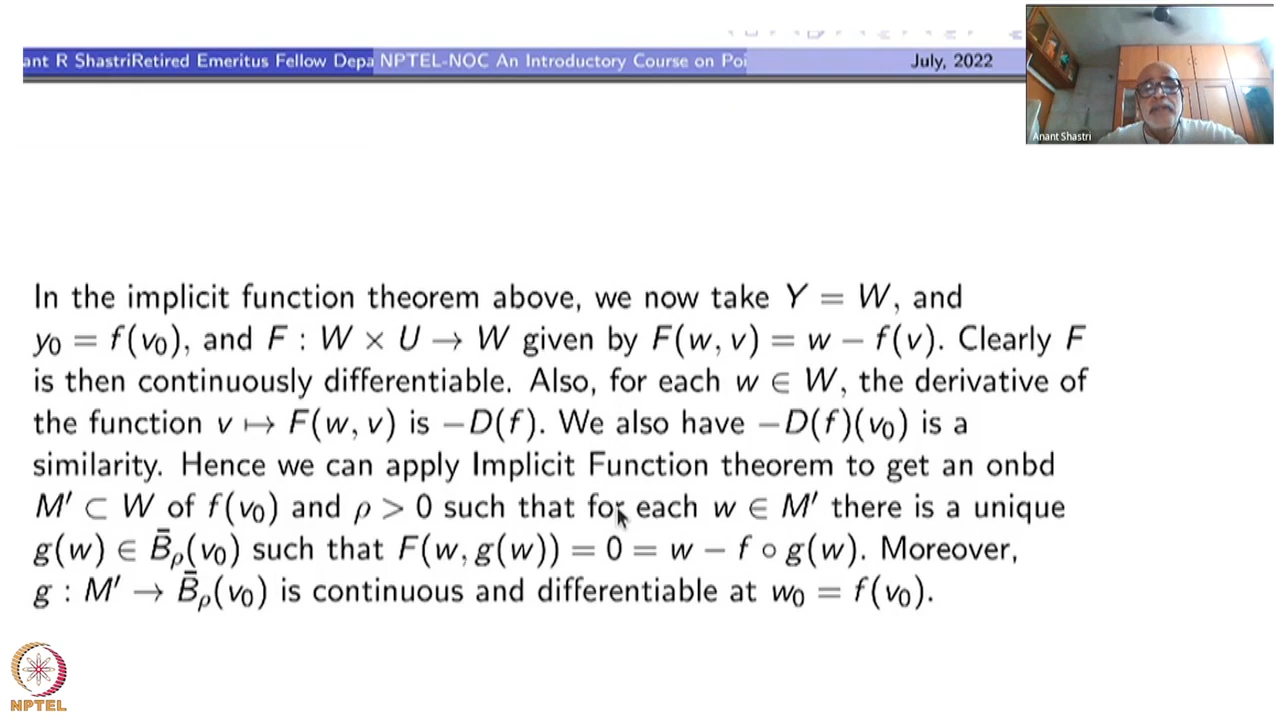 ant R ShastriRetired Emeritus Fellow Depa NPTEL-NOC An Introductory Course on Poi July, 2022
Anant Shastri
In the implicit function theorem above, we now take Y = W, and
y₀ = f(v₀), and F : W × U → W given by F(w, v) = w − f(v). Clearly F
is then continuously differentiable. Also, for each w ∈ W, the derivative of
the function v ↦ F(w, v) is −D(f). We also have −D(f)(v₀) is a
similarity. Hence we can apply Implicit Function theorem to get an onbd
M′ ⊂ W of f(v₀) and ρ > 0 such that for each w ∈ M′ there is a unique
g(w) ∈ B̄ρ(v₀) such that F(w, g(w)) = 0 = w − f ∘ g(w). Moreover,
g : M′ → B̄ρ(v₀) is continuous and differentiable at w₀ = f(v₀).
NPTEL